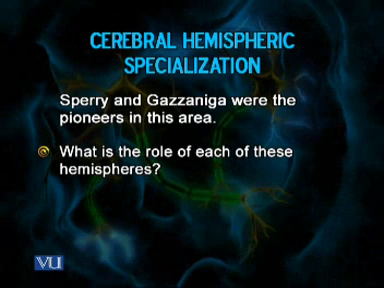 CEREBRAL HEMISPHERIC
SPECIALIZATION
Sperry and Gazzaniga were the
pioneers in this area.
What is the role of each of these
hemispheres?
VU